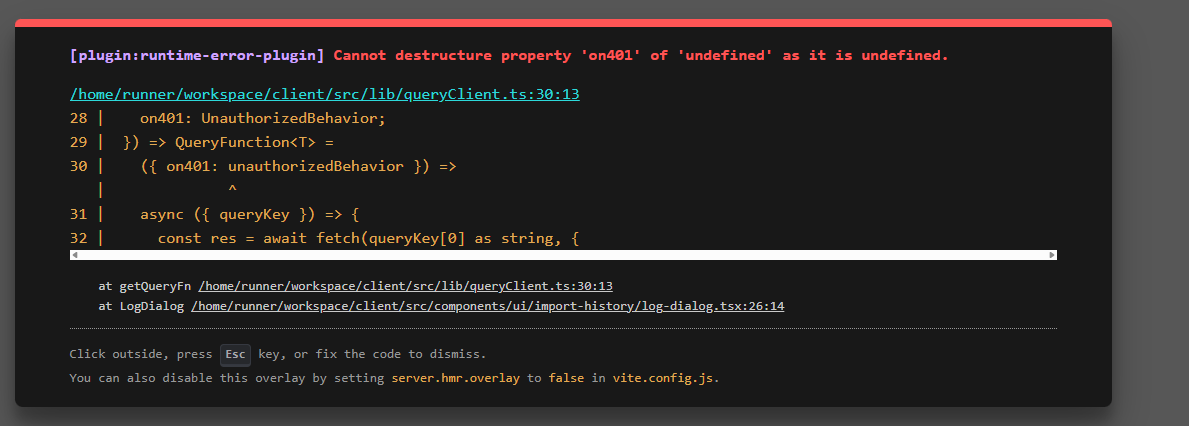 [plugin:runtime-error-plugin] Cannot destructure property 'on401' of 'undefined' as it is undefined.
/home/runner/workspace/client/src/lib/queryClient.ts:30:13
28 |    on401: UnauthorizedBehavior;
29 |  }) => QueryFunction<T> =
30 |    ({ on401: unauthorizedBehavior }) =>
   |              ^
31 |    async ({ queryKey }) => {
32 |      const res = await fetch(queryKey[0] as string, {
at getQueryFn /home/runner/workspace/client/src/lib/queryClient.ts:30:13
at LogDialog /home/runner/workspace/client/src/components/ui/import-history/log-dialog.tsx:26:14
Click outside, press Esc key, or fix the code to dismiss.
You can also disable this overlay by setting server.hmr.overlay to false in vite.config.js.